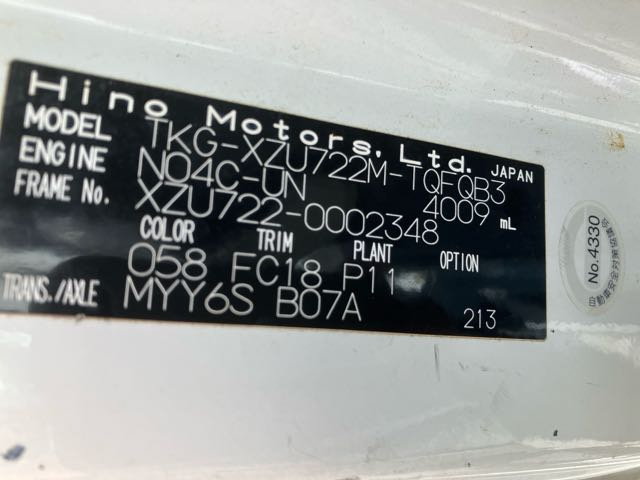 Hino Motors, Ltd. JAPAN
MODEL TKG-XZU722M-TQFQB3
ENGINE N04C-UN 4009 mL
FRAME No. XZU722-0002348
COLOR TRIM PLANT OPTION
058 FC18 P11
TRANS./AXLE MYY6S B07A 213
No.4330